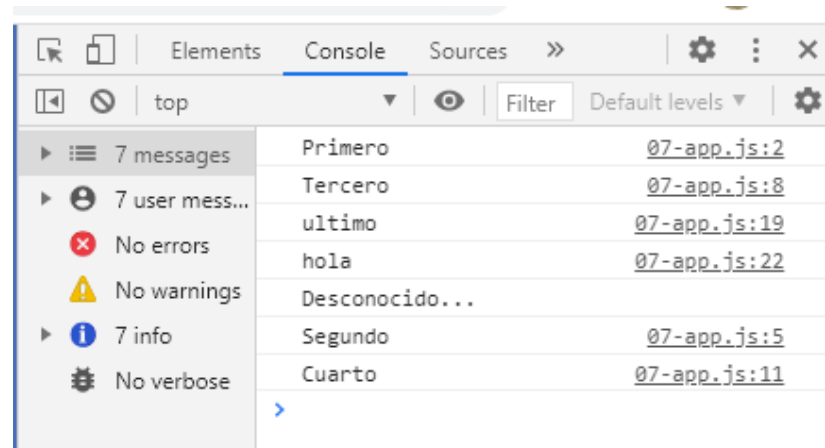 Elements Console Sources »
top Filter Default levels
7 messages
7 user mess...
No errors
No warnings
7 info
No verbose
Primero 07-app.js:2
Tercero 07-app.js:8
ultimo 07-app.js:19
hola 07-app.js:22
Desconocido...
Segundo 07-app.js:5
Cuarto 07-app.js:11
>